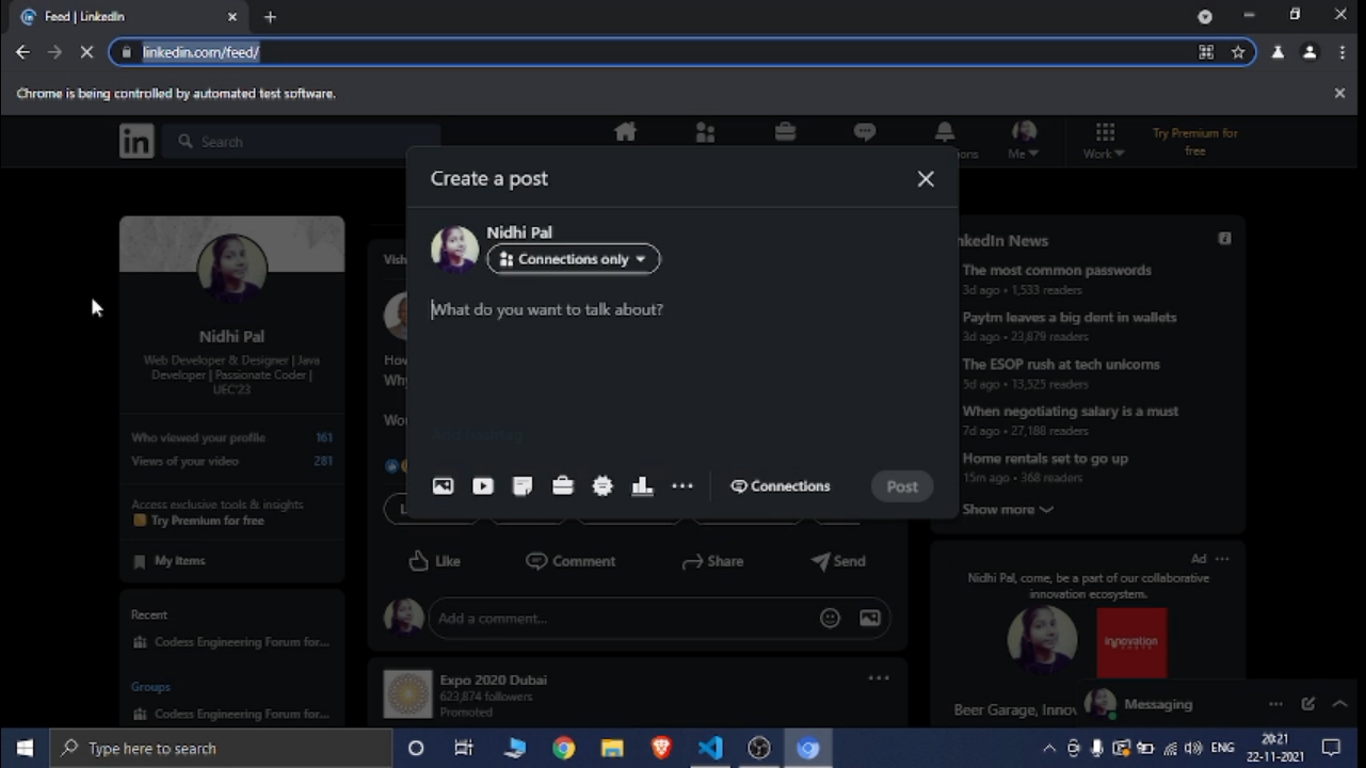 Feed | LinkedIn
linkedin.com/feed/
Chrome is being controlled by automated test software.
in
Search
Me
Work
Try Premium for
free
Create a post
Nidhi Pal
Connections only
What do you want to talk about?
Connections
Post
Nidhi Pal
Web Developer & Designer | Java
Developer | Passionate Coder |
UEC'23
Who viewed your profile 161
Views of your video 281
Access exclusive tools & insights
Try Premium for free
My items
Recent
Codess Engineering Forum for...
Groups
Codess Engineering Forum for...
Like
Comment
Share
Send
Add a comment...
Expo 2020 Dubai
623,874 followers
Promoted
LinkedIn News
The most common passwords
3d ago • 1,533 readers
Paytm leaves a big dent in wallets
3d ago • 23,879 readers
The ESOP rush at tech unicorns
5d ago • 13,525 readers
When negotiating salary is a must
7d ago • 27,188 readers
Home rentals set to go up
15m ago • 368 readers
Show more
Ad
Nidhi Pal, come, be a part of our collaborative
innovation ecosystem.
innovation
Beer Garage, Innov
Messaging
Type here to search
ENG
20:21
22-11-2021